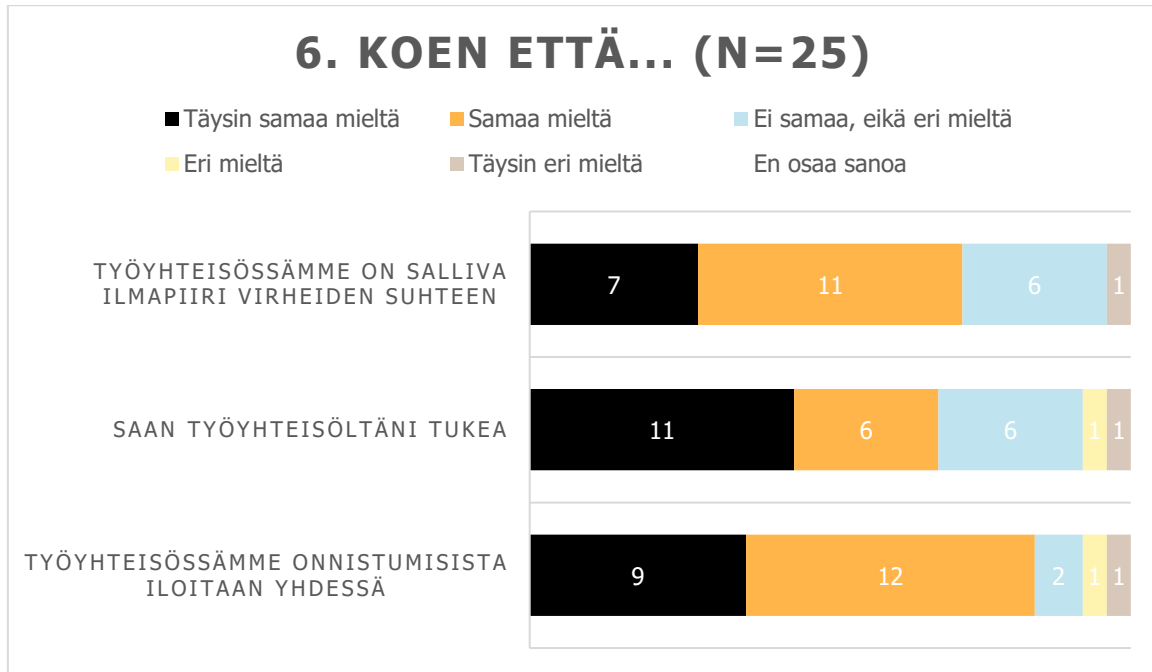 6. KOEN ETTÄ... (N=25)
Täysin samaa mieltä Samaa mieltä Ei samaa, eikä eri mieltä
Eri mieltä Täysin eri mieltä En osaa sanoa
TYÖYHTEISÖSSÄMME ON SALLIVA
ILMAPIIRI VIRHEIDEN SUHTEEN
7 11 6 1
SAAN TYÖYHTEISÖLTÄNI TUKEA
11 6 6 1 1
TYÖYHTEISÖSSÄMME ONNISTUMISISTA
ILOITAAN YHDESSÄ
9 12 2 1 1